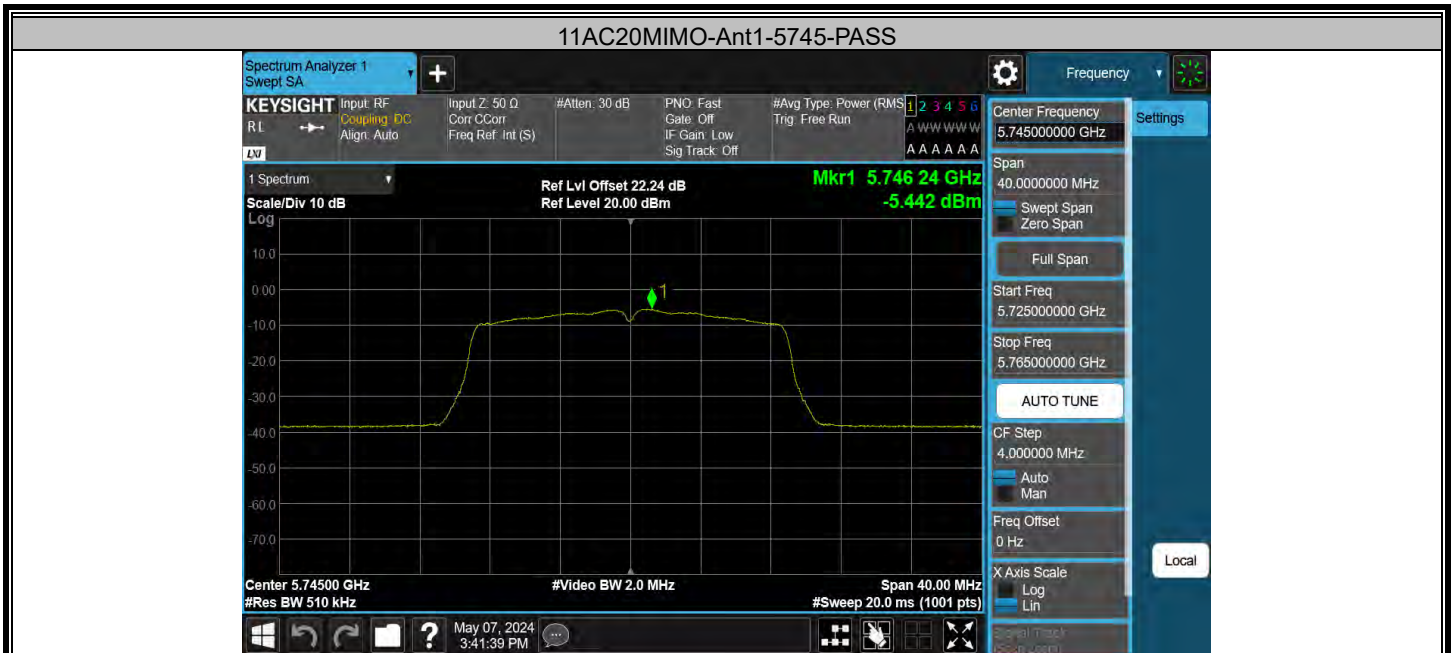 11AC20MIMO-Ant1-5745-PASS
Spectrum Analyzer 1
Swept SA
+
Frequency
KEYSIGHT
RL
LXI
Input: RF
Coupling: DC
Align: Auto
Input Z: 50 Ω
Corr CCorr
Freq Ref: Int (S)
#Atten: 30 dB
PNO: Fast
Gate: Off
IF Gain: Low
Sig Track: Off
#Avg Type: Power (RMS
Trig: Free Run
1 2 3 4 5 6
A W W W W W
A A A A A A
1 Spectrum
Scale/Div 10 dB
Log
Ref Lvl Offset 22.24 dB
Ref Level 20.00 dBm
Mkr1 5.746 24 GHz
-5.442 dBm
10.0
0.00
-10.0
-20.0
-30.0
-40.0
-50.0
-60.0
-70.0
1
Center 5.74500 GHz
#Res BW 510 kHz
#Video BW 2.0 MHz
Span 40.00 MHz
#Sweep 20.0 ms (1001 pts)
?
May 07, 2024
3:41:39 PM
Center Frequency
5.745000000 GHz
Settings
Span
40.0000000 MHz
Swept Span
Zero Span
Full Span
Start Freq
5.725000000 GHz
Stop Freq
5.765000000 GHz
AUTO TUNE
CF Step
4.000000 MHz
Auto
Man
Freq Offset
0 Hz
X Axis Scale
Log
Lin
Local